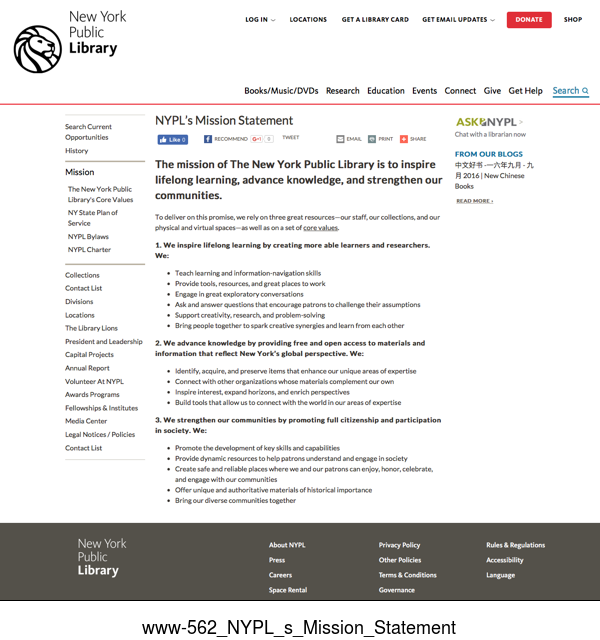 New York
Public
Library
LOG IN
LOCATIONS
GET A LIBRARY CARD
GET EMAIL UPDATES
DONATE
SHOP
Books/Music/DVDs
Research
Education
Events
Connect
Give
Get Help
Search
Search Current
Opportunities
History
Mission
The New York Public
Library's Core Values
NY State Plan of
Service
NYPL Bylaws
NYPL Charter
Collections
Contact List
Divisions
Locations
The Library Lions
President and Leadership
Capital Projects
Annual Report
Volunteer At NYPL
Awards Programs
Fellowships & Institutes
Media Center
Legal Notices / Policies
Contact List
NYPL's Mission Statement
Like 0
RECOMMEND
G+1 0
TWEET
EMAIL
PRINT
SHARE
The mission of The New York Public Library is to inspire
lifelong learning, advance knowledge, and strengthen our
communities.
To deliver on this promise, we rely on three great resources—our staff, our collections, and our
physical and virtual spaces—as well as on a set of core values.
1. We inspire lifelong learning by creating more able learners and researchers.
We:
• Teach learning and information-navigation skills
• Provide tools, resources, and great places to work
• Engage in great exploratory conversations
• Ask and answer questions that encourage patrons to challenge their assumptions
• Support creativity, research, and problem-solving
• Bring people together to spark creative synergies and learn from each other
2. We advance knowledge by providing free and open access to materials and
information that reflect New York's global perspective. We:
• Identify, acquire, and preserve items that enhance our unique areas of expertise
• Connect with other organizations whose materials complement our own
• Inspire interest, expand horizons, and enrich perspectives
• Build tools that allow us to connect with the world in our areas of expertise
3. We strengthen our communities by promoting full citizenship and participation
in society. We:
• Promote the development of key skills and capabilities
• Provide dynamic resources to help patrons understand and engage in society
• Create safe and reliable places where we and our patrons can enjoy, honor, celebrate,
and engage with our communities
• Offer unique and authoritative materials of historical importance
• Bring our diverse communities together
ASK NYPL >
Chat with a librarian now
FROM OUR BLOGS
中文好书 -一六年九月 - 九
月 2016 | New Chinese
Books
READ MORE ›
New York
Public
Library
About NYPL
Press
Careers
Space Rental
Privacy Policy
Other Policies
Terms & Conditions
Governance
Rules & Regulations
Accessibility
Language
www-562_NYPL_s_Mission_Statement